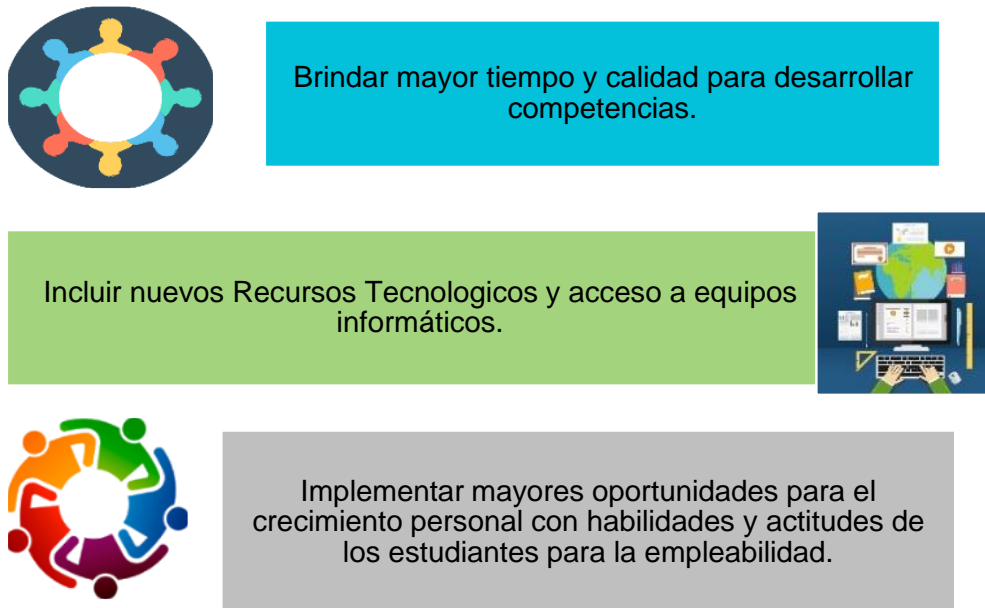 Brindar mayor tiempo y calidad para desarrollar
competencias.
Incluir nuevos Recursos Tecnologicos y acceso a equipos
informáticos.
Implementar mayores oportunidades para el
crecimiento personal con habilidades y actitudes de
los estudiantes para la empleabilidad.